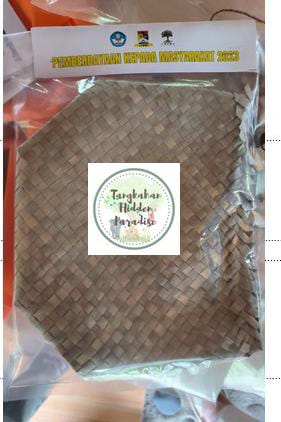 PEMBERDAYAAN KEPADA MASYARAKAT 2023
Tangkahan
Hidden
Paradise